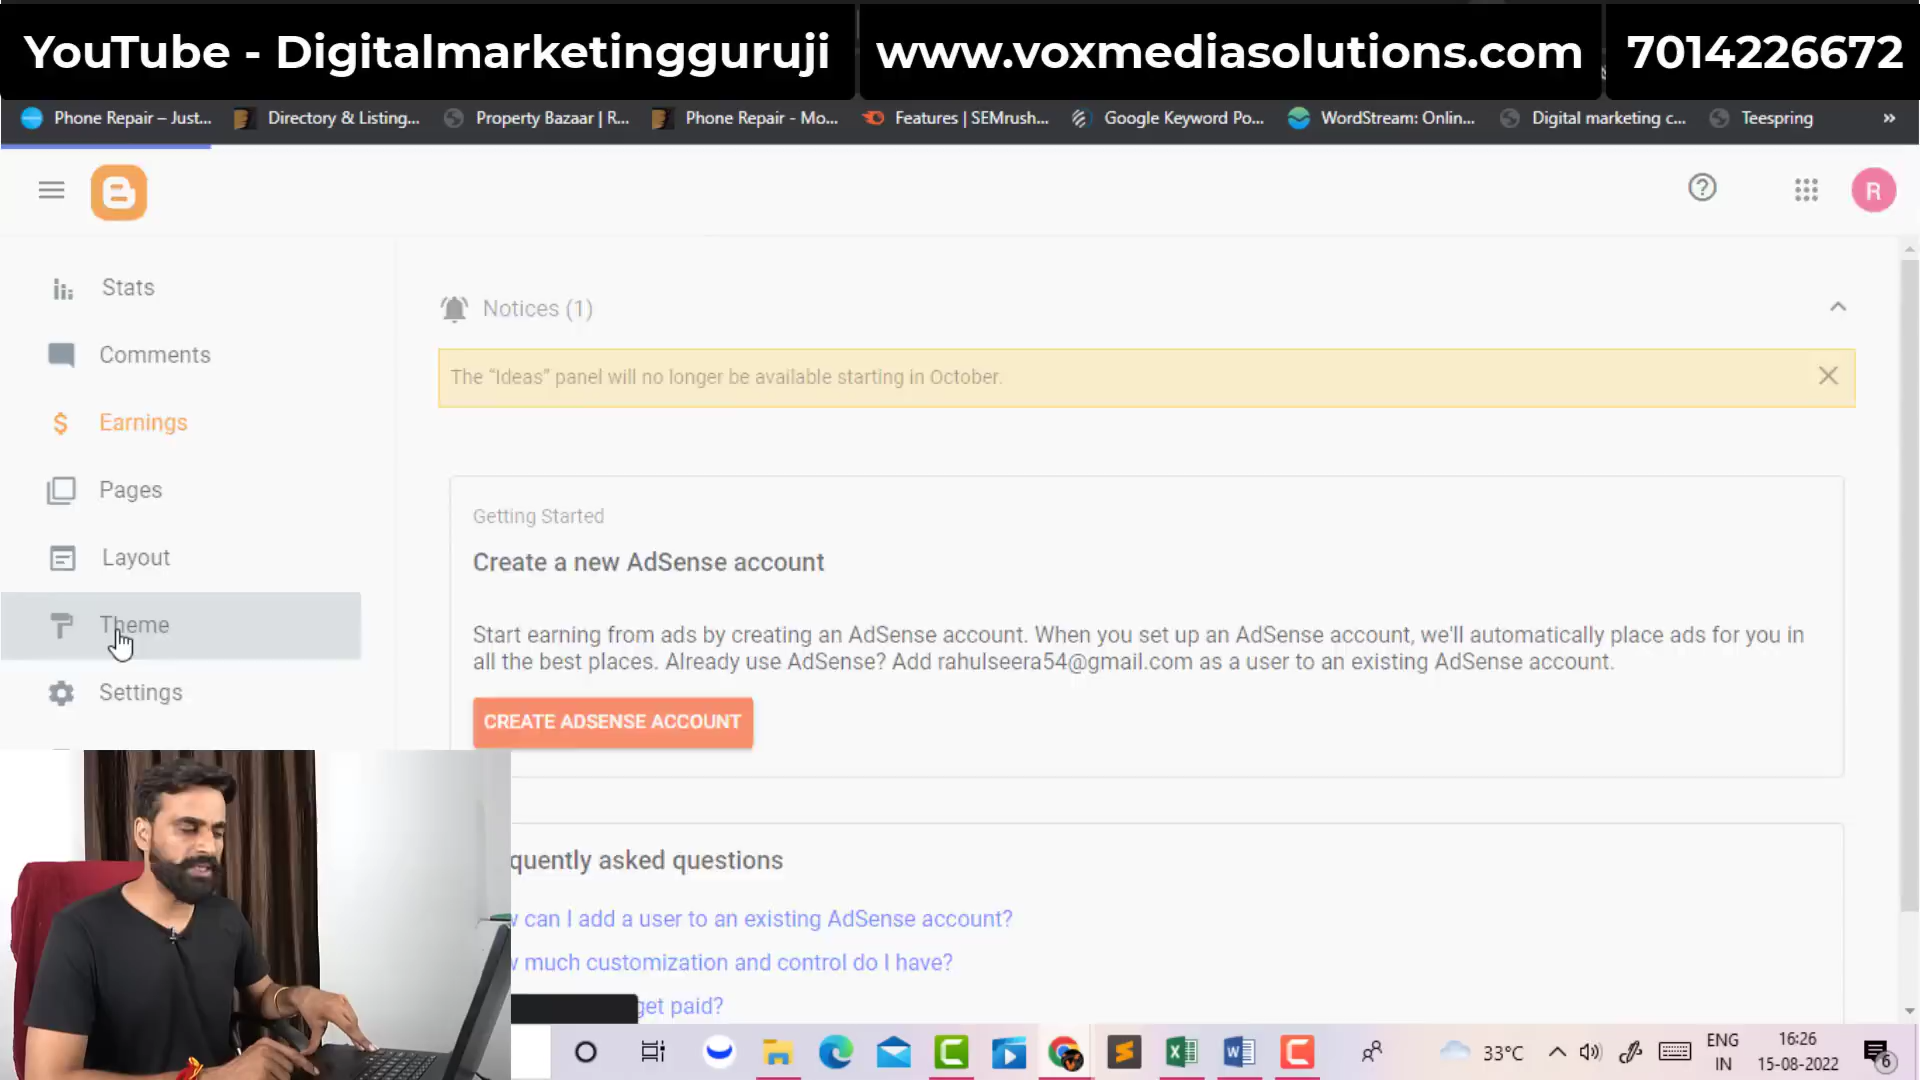 YouTube - Digitalmarketingguruji
www.voxmediasolutions.com
7014226672
Phone Repair – Just...
Directory & Listing...
Property Bazaar | R...
Phone Repair - Mo...
Features | SEMrush...
Google Keyword Po...
WordStream: Onlin...
Digital marketing c...
Teespring
»
R
Stats
Comments
Earnings
Pages
Layout
Theme
Settings
Notices (1)
The “Ideas” panel will no longer be available starting in October.
Getting Started
Create a new AdSense account
Start earning from ads by creating an AdSense account. When you set up an AdSense account, we'll automatically place ads for you in
all the best places. Already use AdSense? Add rahulseera54@gmail.com as a user to an existing AdSense account.
CREATE ADSENSE ACCOUNT
asked questions
can I add a user to an existing AdSense account?
much customization and control do I have?
get paid?
33°C
ENG
IN
16:26
15-08-2022
6